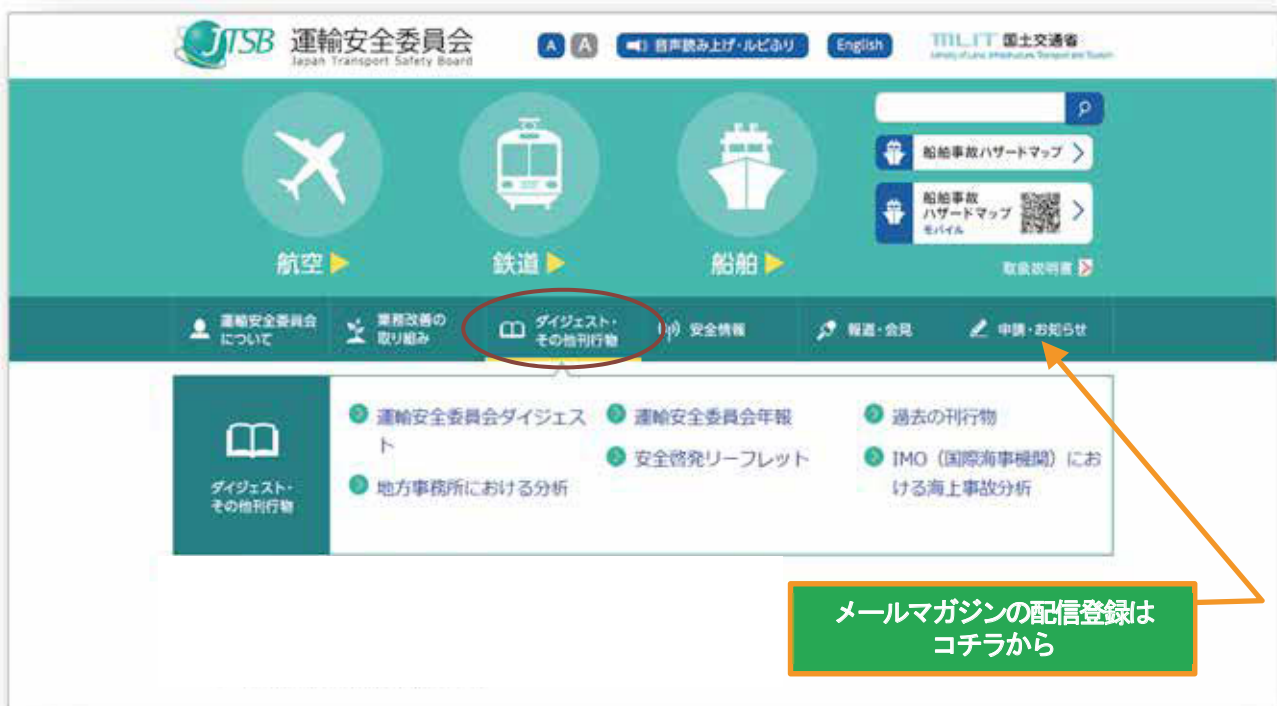 JTSB 運輸安全委員会
Japan Transport Safety Board
A A 音声読み上げ・ルビふり English MLIT 国土交通省
船舶事故ハザードマップ
船舶事故
ハザードマップ
モバイル
航空 鉄道 船舶
取扱説明書
運輸安全委員会
について
業務改善の
取り組み
ダイジェスト・
その他刊行物
安全情報
報道・会見
申請・お知らせ
ダイジェスト・
その他刊行物
運輸安全委員会ダイジェス
ト
地方事務所における分析
運輸安全委員会年報
安全啓発リーフレット
過去の刊行物
IMO（国際海事機関）にお
ける海上事故分析
メールマガジンの配信登録は
コチラから